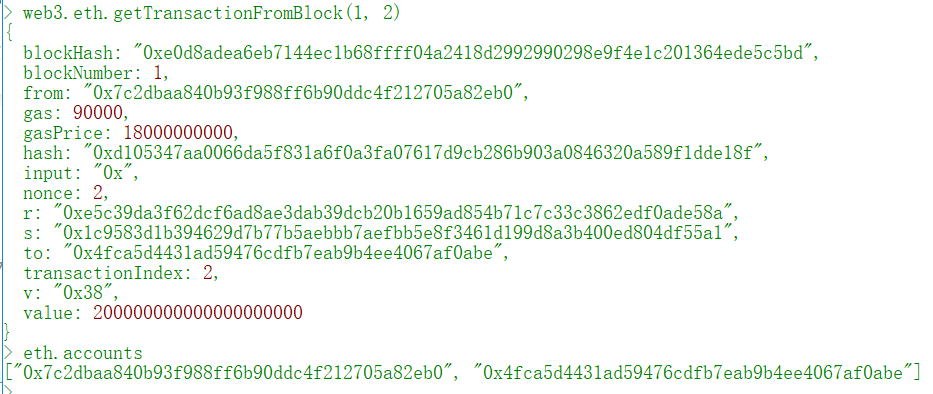 > web3.eth.getTransactionFromBlock(1, 2)
{
  blockHash: "0xe0d8adea6eb7144ec1b68ffff04a2418d2992990298e9f4e1c201364ede5c5bd",
  blockNumber: 1,
  from: "0x7c2dbaa840b93f988ff6b90ddc4f212705a82eb0",
  gas: 90000,
  gasPrice: 18000000000,
  hash: "0xd105347aa0066da5f831a6f0a3fa07617d9cb286b903a0846320a589f1dde18f",
  input: "0x",
  nonce: 2,
  r: "0xe5c39da3f62dcf6ad8ae3dab39dcb20b1659ad854b71c7c33c3862edf0ade58a",
  s: "0x1c9583d1b394629d7b77b5aebbb7aefbb5e8f3461d199d8a3b400ed804df55a1",
  to: "0x4fca5d4431ad59476cdfb7eab9b4ee4067af0abe",
  transactionIndex: 2,
  v: "0x38",
  value: 200000000000000000000
}
> eth.accounts
["0x7c2dbaa840b93f988ff6b90ddc4f212705a82eb0", "0x4fca5d4431ad59476cdfb7eab9b4ee4067af0abe"]
>